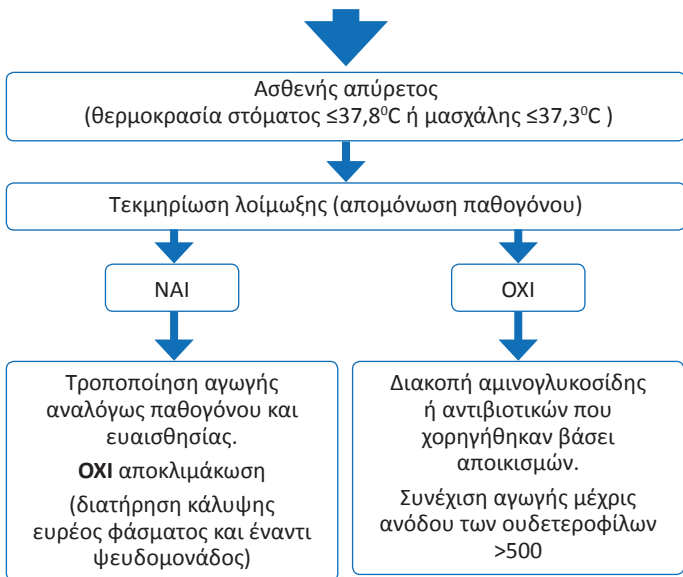 Ασθενής απύρετος
(θερμοκρασία στόματος ≤37,8⁰C ή μασχάλης ≤37,3⁰C )
Τεκμηρίωση λοίμωξης (απομόνωση παθογόνου)
ΝΑΙ
ΟΧΙ
Τροποποίηση αγωγής
αναλόγως παθογόνου και
ευαισθησίας.
ΟΧΙ αποκλιμάκωση
(διατήρηση κάλυψης
ευρέος φάσματος και έναντι
ψευδομονάδος)
Διακοπή αμινογλυκοσίδης
ή αντιβιοτικών που
χορηγήθηκαν βάσει
αποικισμών.
Συνέχιση αγωγής μέχρις
ανόδου των ουδετεροφίλων
>500